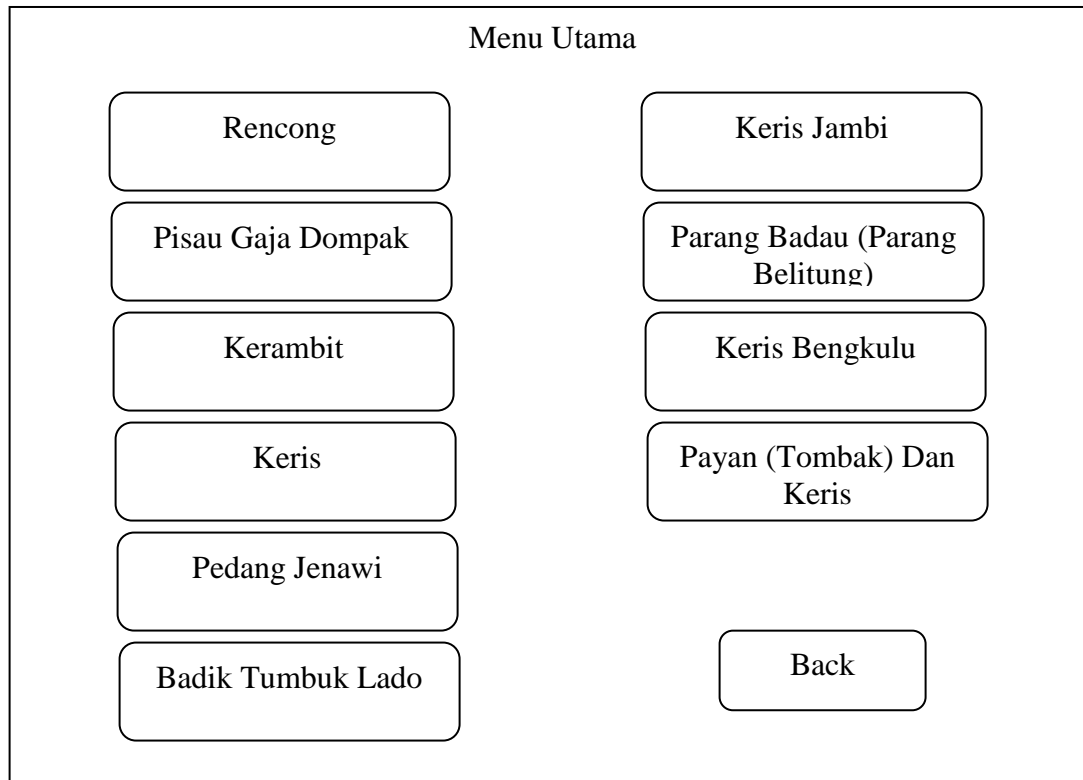 Menu Utama
Rencong
Pisau Gaja Dompak
Kerambit
Keris
Pedang Jenawi
Badik Tumbuk Lado
Keris Jambi
Parang Badau (Parang
Belitung)
Keris Bengkulu
Payan (Tombak) Dan
Keris
Back